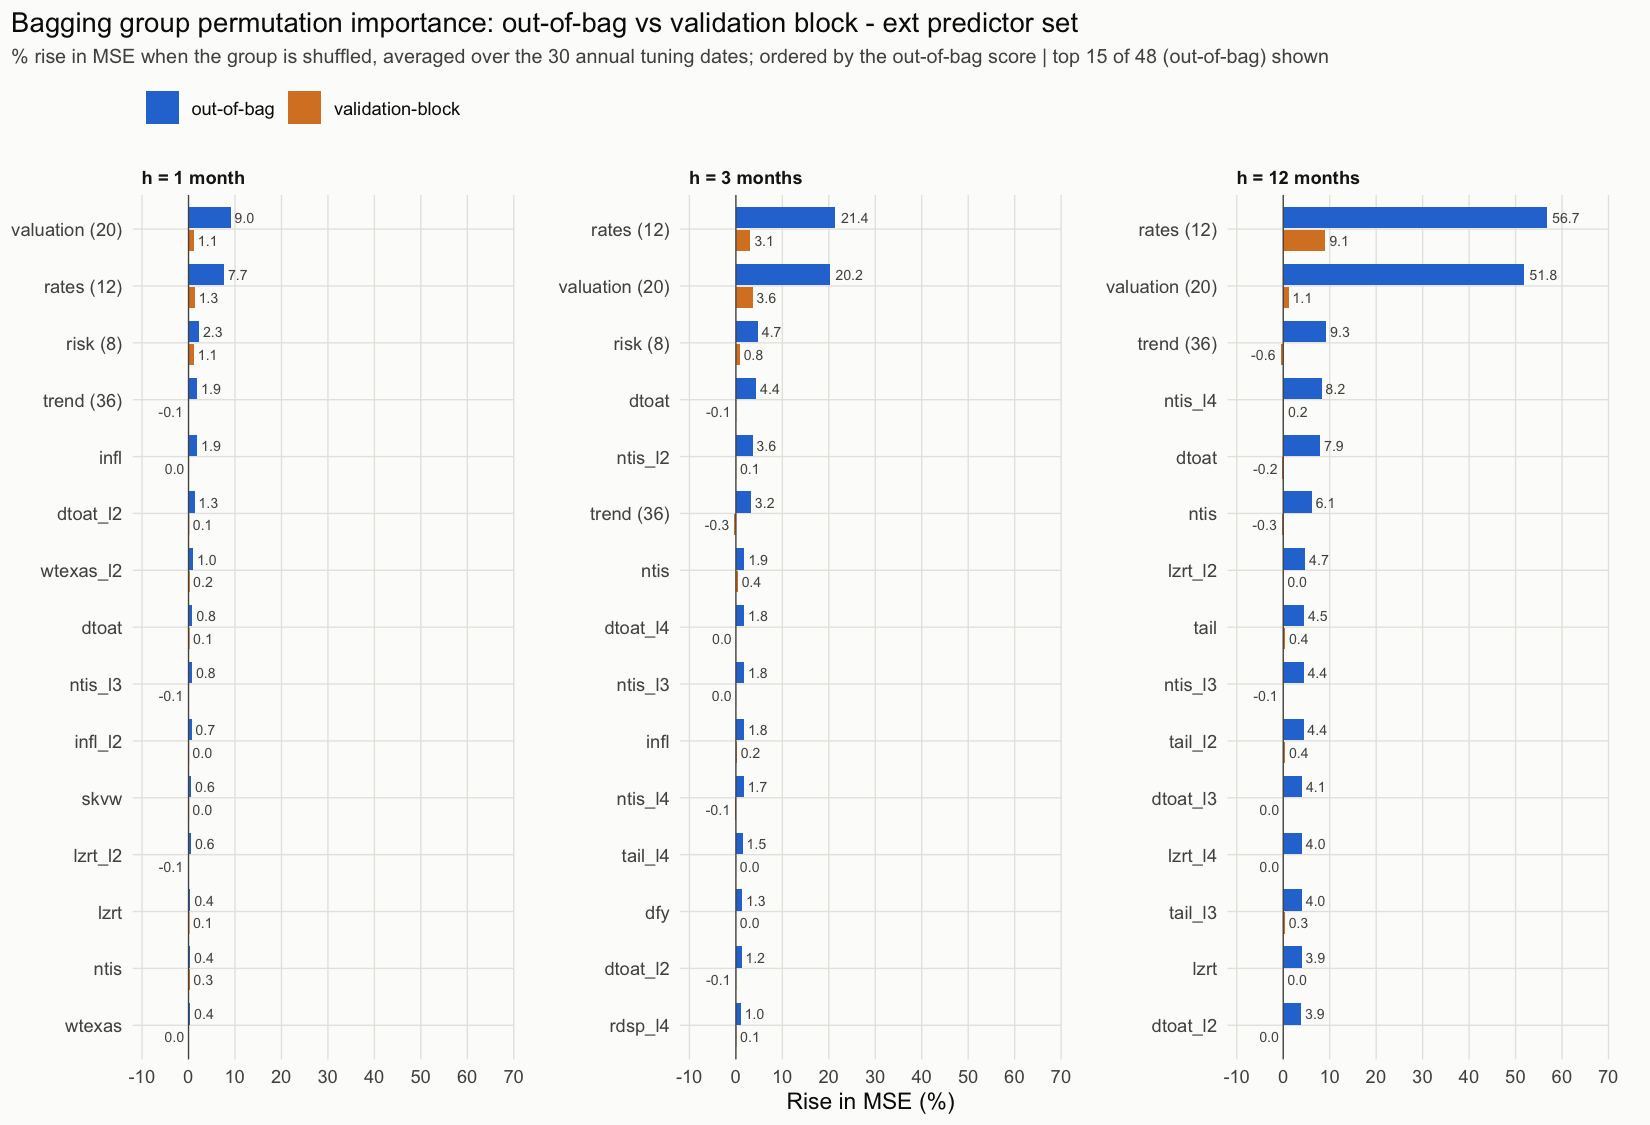 Bagging group permutation importance: out-of-bag vs validation block - ext predictor set
% rise in MSE when the group is shuffled, averaged over the 30 annual tuning dates; ordered by the out-of-bag score | top 15 of 48 (out-of-bag) shown
out-of-bag validation-block
h = 1 month
valuation (20) 9.0
1.1
rates (12) 7.7
1.3
risk (8) 2.3
1.1
trend (36) 1.9
-0.1
infl 1.9
0.0
dtoat_l2 1.3
0.1
wtexas_l2 1.0
0.2
dtoat 0.8
0.1
ntis_l3 0.8
-0.1
infl_l2 0.7
0.0
skvw 0.6
0.0
lzrt_l2 0.6
-0.1
lzrt 0.4
0.1
ntis 0.4
0.3
wtexas 0.4
0.0
-10 0 10 20 30 40 50 60 70
h = 3 months
rates (12) 21.4
3.1
valuation (20) 20.2
3.6
risk (8) 4.7
0.8
dtoat 4.4
-0.1
ntis_l2 3.6
0.1
trend (36) 3.2
-0.3
ntis 1.9
0.4
dtoat_l4 1.8
0.0
ntis_l3 1.8
0.0
infl 1.8
0.2
ntis_l4 1.7
-0.1
tail_l4 1.5
0.0
dfy 1.3
0.0
dtoat_l2 1.2
-0.1
rdsp_l4 1.0
0.1
-10 0 10 20 30 40 50 60 70
h = 12 months
rates (12) 56.7
9.1
valuation (20) 51.8
1.1
trend (36) 9.3
-0.6
ntis_l4 8.2
0.2
dtoat 7.9
-0.2
ntis 6.1
-0.3
lzrt_l2 4.7
0.0
tail 4.5
0.4
ntis_l3 4.4
-0.1
tail_l2 4.4
0.4
dtoat_l3 4.1
0.0
lzrt_l4 4.0
0.0
tail_l3 4.0
0.3
lzrt 3.9
0.0
dtoat_l2 3.9
0.0
-10 0 10 20 30 40 50 60 70
Rise in MSE (%)